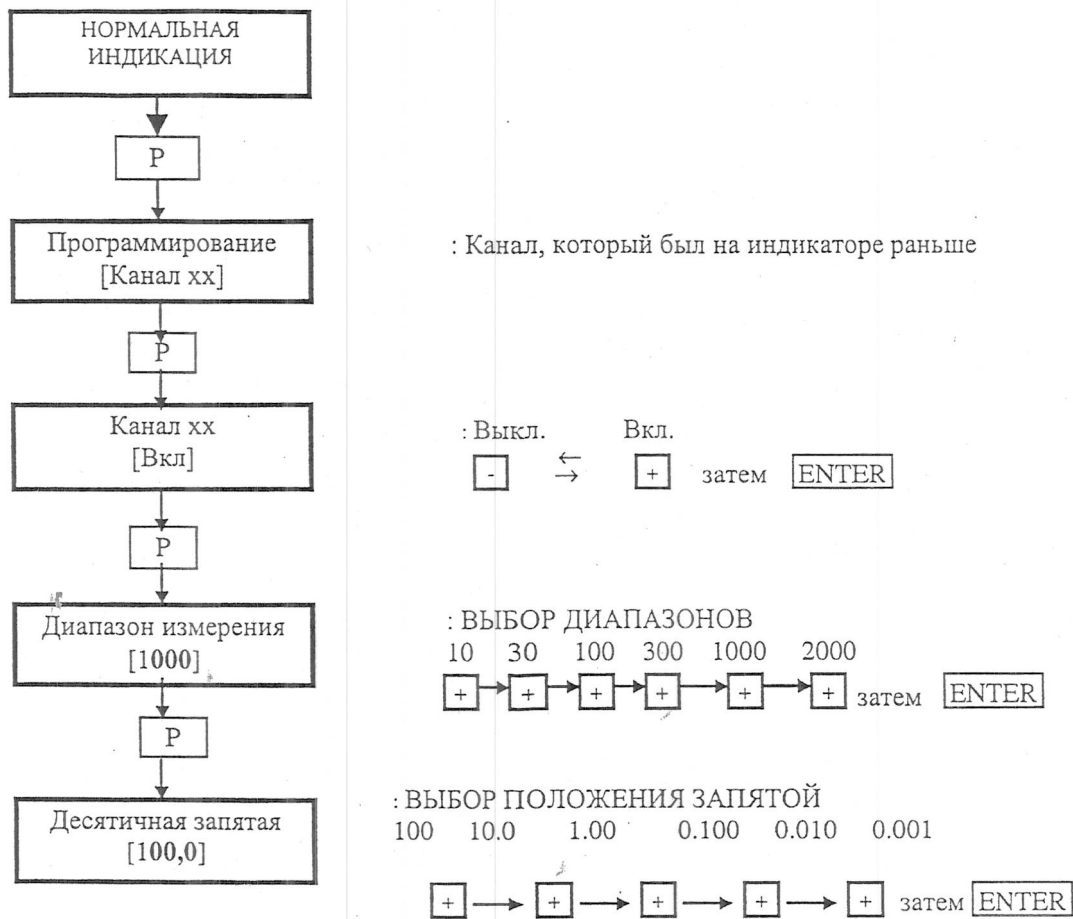 НОРМАЛЬНАЯ
ИНДИКАЦИЯ
P
Программирование
[Канал xx]
: Канал, который был на индикаторе раньше
P
Канал xx
[Вкл]
: Выкл. Вкл.
- ← → + затем ENTER
P
Диапазон измерения
[1000]
: ВЫБОР ДИАПАЗОНОВ
10 30 100 300 1000 2000
+ + + + + + затем ENTER
P
Десятичная запятая
[100,0]
: ВЫБОР ПОЛОЖЕНИЯ ЗАПЯТОЙ
100 10.0 1.00 0.100 0.010 0.001
+ + + + + затем ENTER